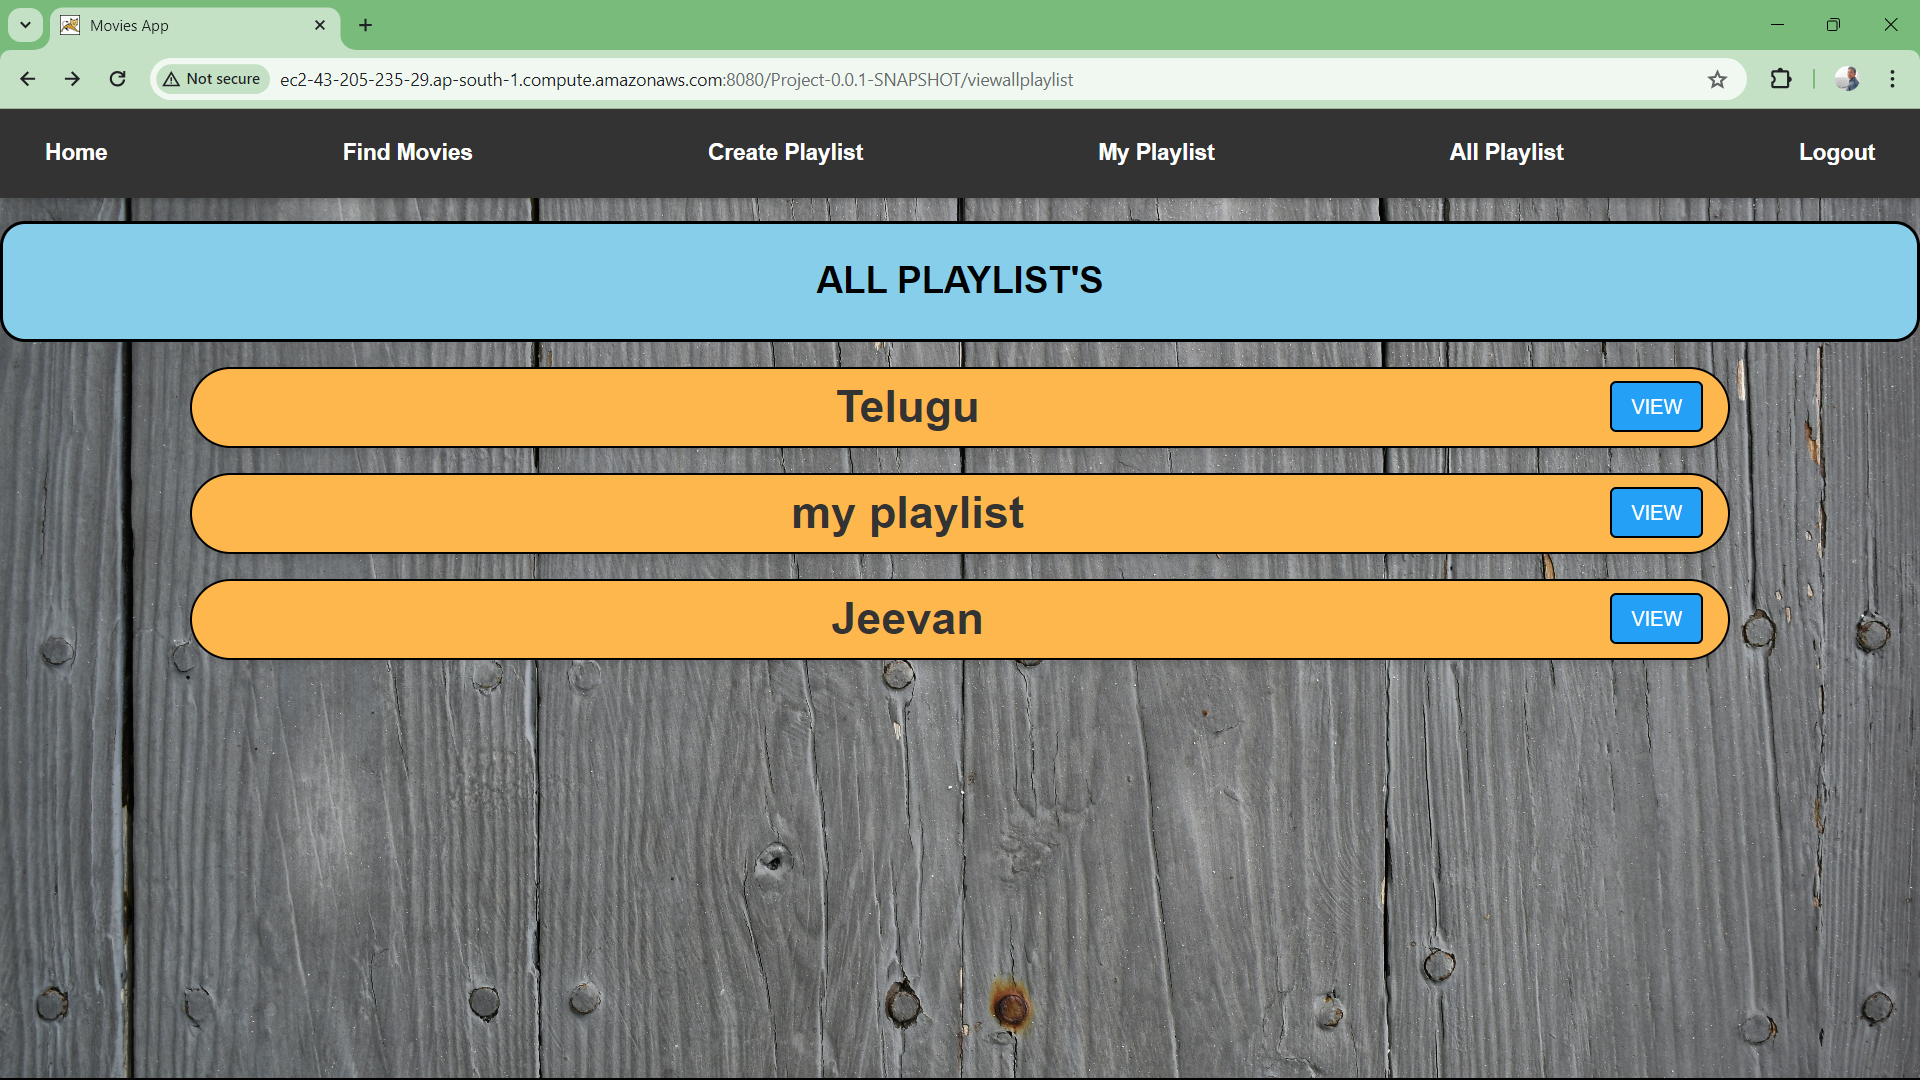 Movies App
Not secure
ec2-43-205-235-29.ap-south-1.compute.amazonaws.com:8080/Project-0.0.1-SNAPSHOT/viewallplaylist
Home Find Movies Create Playlist My Playlist All Playlist Logout
ALL PLAYLIST'S
Telugu VIEW
my playlist VIEW
Jeevan VIEW